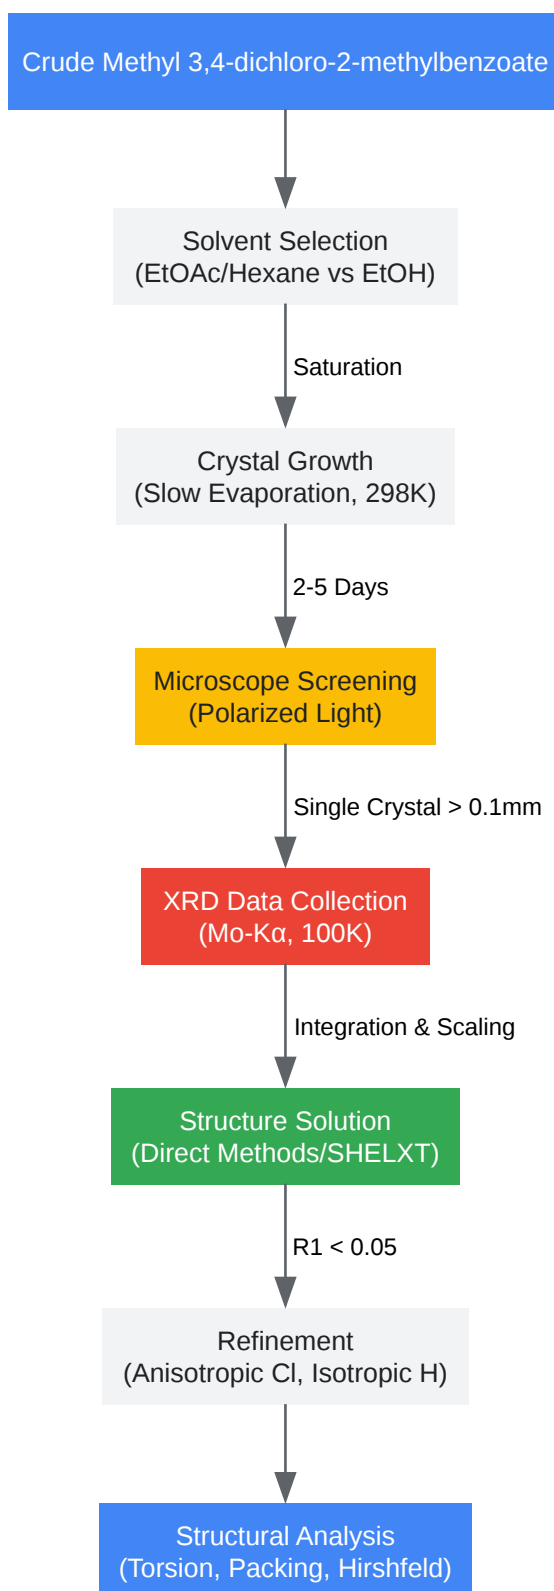 Crude Methyl 3,4-dichloro-2-methylbenzoate
Solvent Selection
(EtOAc/Hexane vs EtOH)
Saturation
Crystal Growth
(Slow Evaporation, 298K)
2-5 Days
Microscope Screening
(Polarized Light)
Single Crystal > 0.1mm
XRD Data Collection
(Mo-Kα, 100K)
Integration & Scaling
Structure Solution
(Direct Methods/SHELXT)
R1 < 0.05
Refinement
(Anisotropic Cl, Isotropic H)
Structural Analysis
(Torsion, Packing, Hirshfeld)